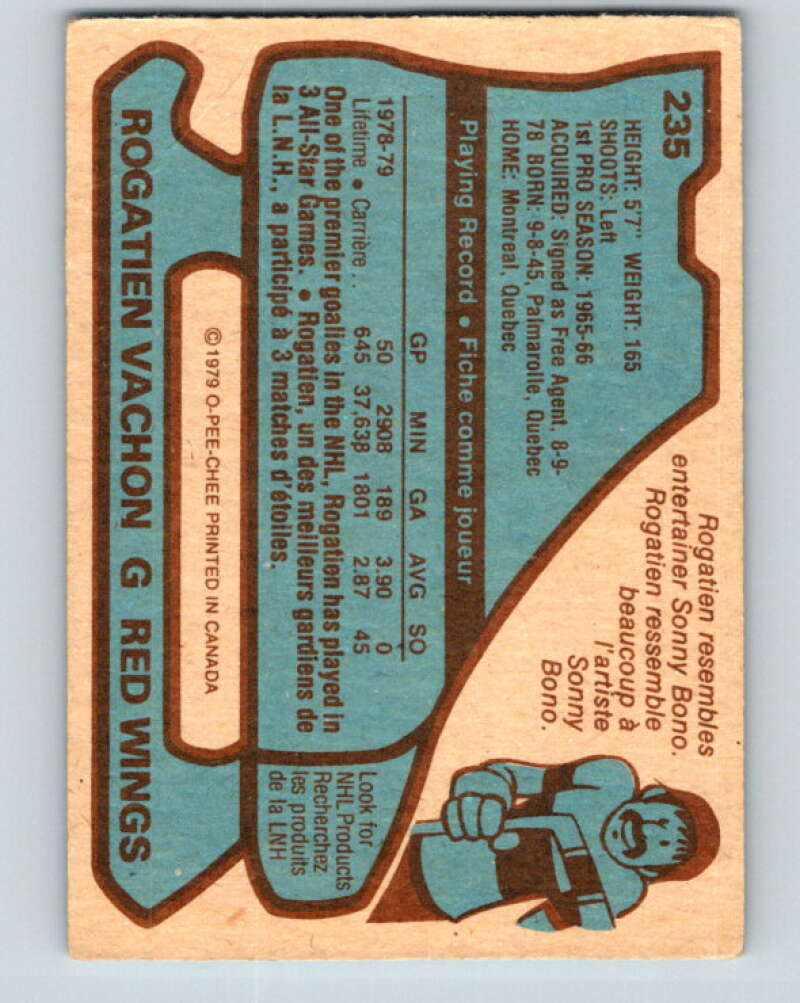 235
HEIGHT: 5'7" WEIGHT: 165
SHOOTS: Left
1st PRO SEASON: 1965-66
ACQUIRED: Signed as Free Agent, 8-9-
78 BORN: 9-8-45, Palmarolle, Quebec
HOME: Montreal, Quebec
Playing Record • Fiche comme joueur
GP MIN GA AVG SO
1978-79 50 2908 189 3.90 0
Lifetime • Carrière . . 645 37,638 1801 2.87 45
One of the premier goalies in the NHL, Rogatien has played in
3 All-Star Games. • Rogatien, un des meilleurs gardiens de
la L.N.H., a participé à 3 matches d'étoiles.
Rogatien resembles
entertainer Sonny Bono.
Rogatien ressemble
beaucoup à
l'artiste
Sonny
Bono.
Look for
NHL Products
Recherchez
les produits
de la LNH
©1979 O-PEE-CHEE PRINTED IN CANADA
ROGATIEN VACHON G RED WINGS